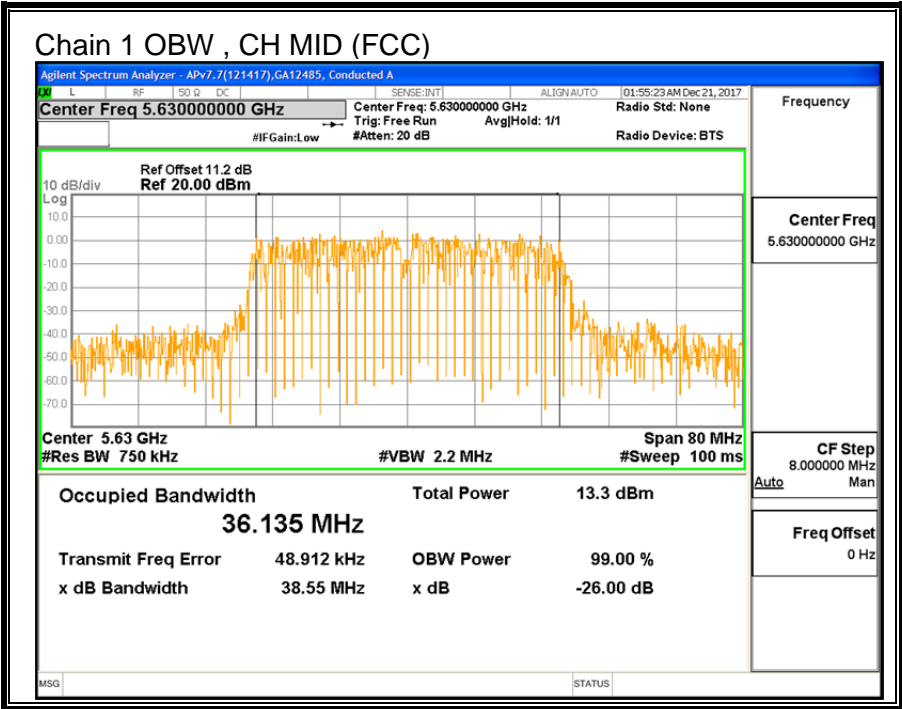 Chain 1 OBW , CH MID (FCC)
Agilent Spectrum Analyzer - APv7.7(121417),GA12485, Conducted A
LXI L RF 50 Ω DC SENSE:INT ALIGN AUTO 01:55:23 AM Dec 21, 2017
Center Freq 5.630000000 GHz
Center Freq: 5.630000000 GHz
Radio Std: None
Trig: Free Run Avg|Hold: 1/1
#IFGain:Low
#Atten: 20 dB
Radio Device: BTS
Frequency
Ref Offset 11.2 dB
10 dB/div Ref 20.00 dBm
Log
10.0
0.00
-10.0
-20.0
-30.0
-40.0
-50.0
-60.0
-70.0
Center Freq
5.630000000 GHz
Center 5.63 GHz Span 80 MHz
#Res BW 750 kHz #VBW 2.2 MHz #Sweep 100 ms
CF Step
8.000000 MHz
Auto Man
Freq Offset
0 Hz
Occupied Bandwidth
36.135 MHz
Total Power 13.3 dBm
Transmit Freq Error 48.912 kHz OBW Power 99.00 %
x dB Bandwidth 38.55 MHz x dB -26.00 dB
MSG STATUS